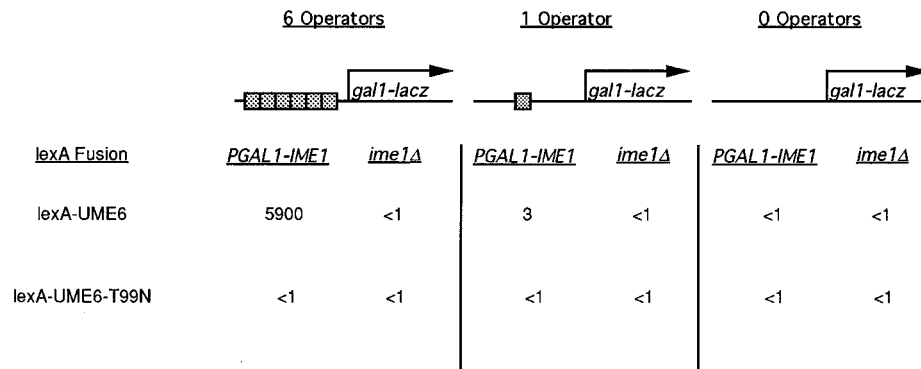 6 Operators 1 Operator 0 Operators
gal1-lacz gal1-lacz gal1-lacz
lexA Fusion PGAL1-IME1 ime1Δ PGAL1-IME1 ime1Δ PGAL1-IME1 ime1Δ
lexA-UME6 5900 <1 3 <1 <1 <1
lexA-UME6-T99N <1 <1 <1 <1 <1 <1